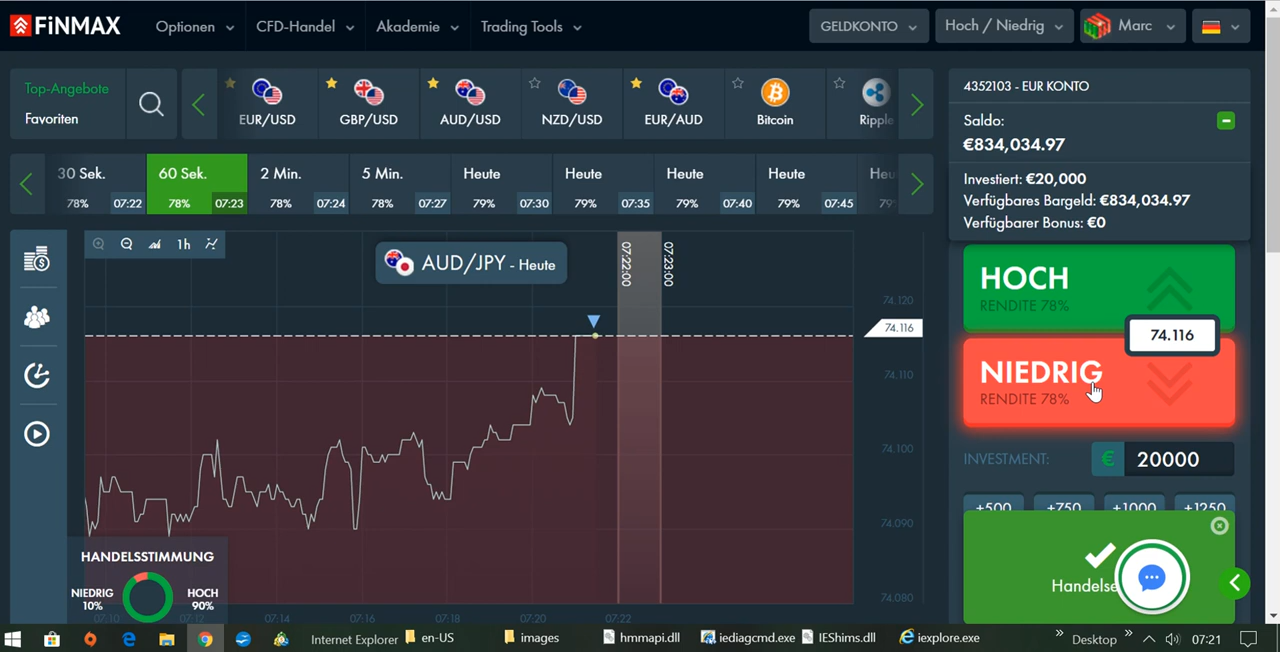 FiNMAX
Optionen
CFD-Handel
Akademie
Trading Tools
GELDKONTO
Hoch / Niedrig
Marc
Top-Angebote
Favoriten
EUR/USD
GBP/USD
AUD/USD
NZD/USD
EUR/AUD
Bitcoin
Ripple
30 Sek.
78% 07:22
60 Sek.
78% 07:23
2 Min.
78% 07:24
5 Min.
78% 07:27
Heute
79% 07:30
Heute
79% 07:35
Heute
79% 07:40
Heute
79% 07:45
Heu
79%
4352103 - EUR KONTO
Saldo:
€834,034.97
Investiert: €20,000
Verfügbares Bargeld: €834,034.97
Verfügbarer Bonus: €0
1h
AUD/JPY - Heute
07:22:00
07:23:00
74.120
74.116
74.110
74.100
74.090
74.080
HOCH
RENDITE 78%
74.116
NIEDRIG
RENDITE 78%
INVESTMENT: € 20000
+500 +750 +1000 +1250
Handelse
HANDELSSTIMMUNG
NIEDRIG
10%
HOCH
90%
07:10 07:12 07:14 07:16 07:18 07:20 07:22
Internet Explorer
en-US
images
hmmapi.dll
iediagcmd.exe
IEShims.dll
iexplore.exe
Desktop
07:21